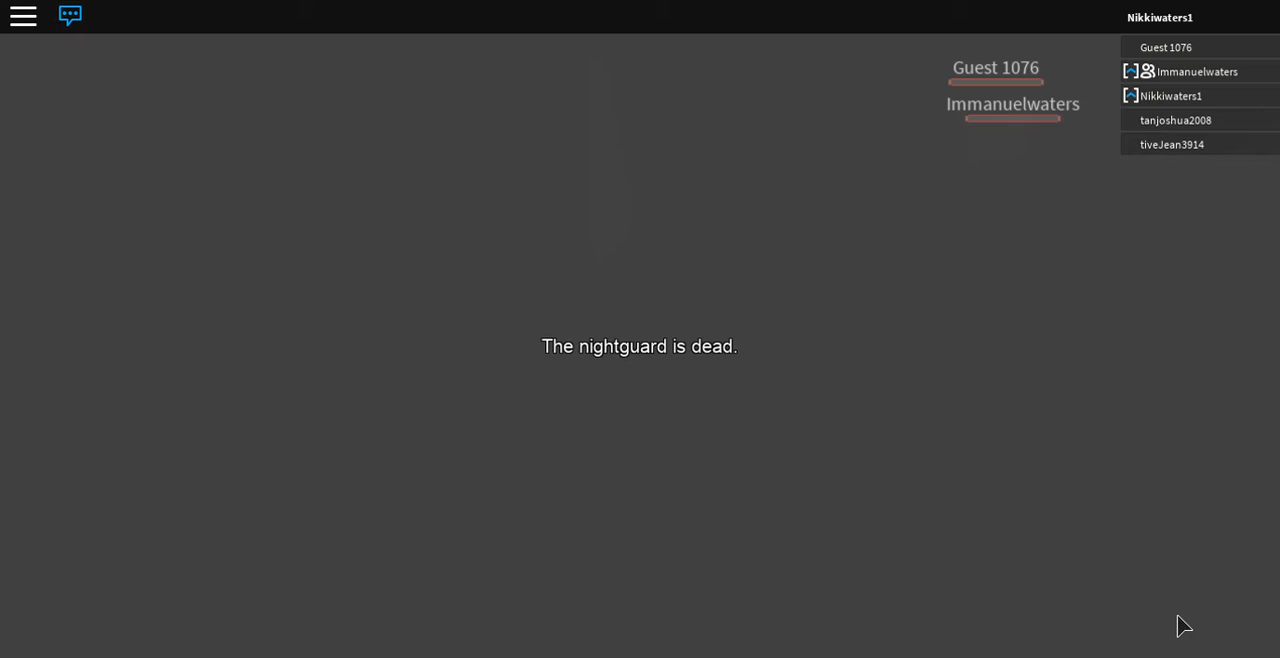 Nikkiwaters1
Guest 1076
Immanuelwaters
Nikkiwaters1
tanjoshua2008
tiveJean3914
Guest 1076
Immanuelwaters
The nightguard is dead.